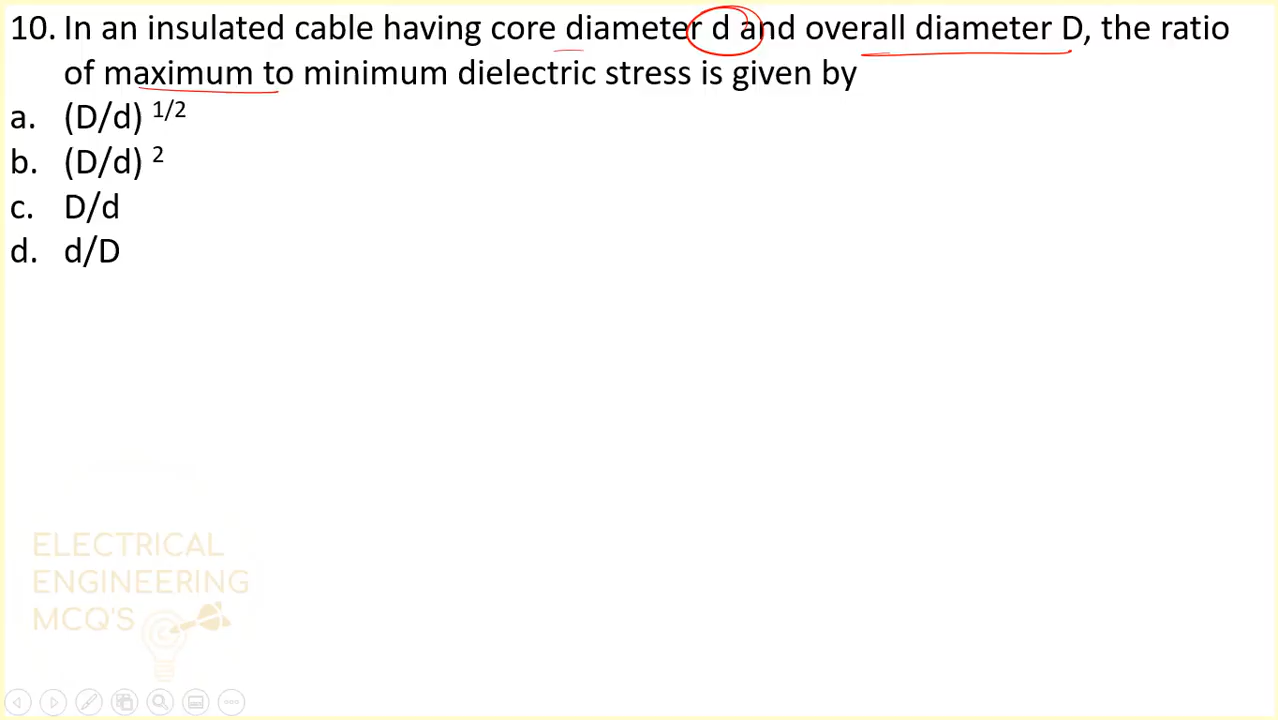 10. In an insulated cable having core diameter d and overall diameter D, the ratio
of maximum to minimum dielectric stress is given by
a. (D/d) 1/2
b. (D/d) 2
c. D/d
d. d/D
ELECTRICAL
ENGINEERING
MCQ'S